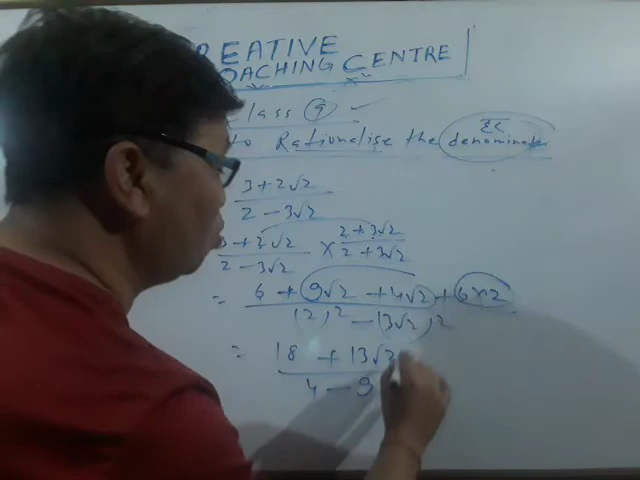 REATIVE
OACHING CENTRE
lass 9
to Rationalise the denominator
3+2√2
2-3√2
3+2√2 × 2+3√2
2-3√2 2+3√2
= 6 + 9√2 + 4√2 + 6×2
(2)² - (3√2)²
= 18 + 13√2
4 - 9